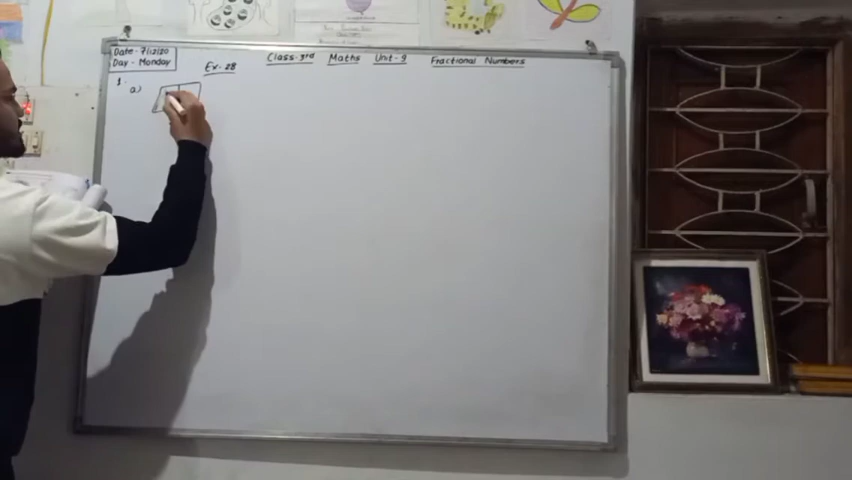 Date - 7/12/20
Day - Monday
Ex - 28
Class - 3rd Maths Unit - 9 Fractional Numbers
1.
a)